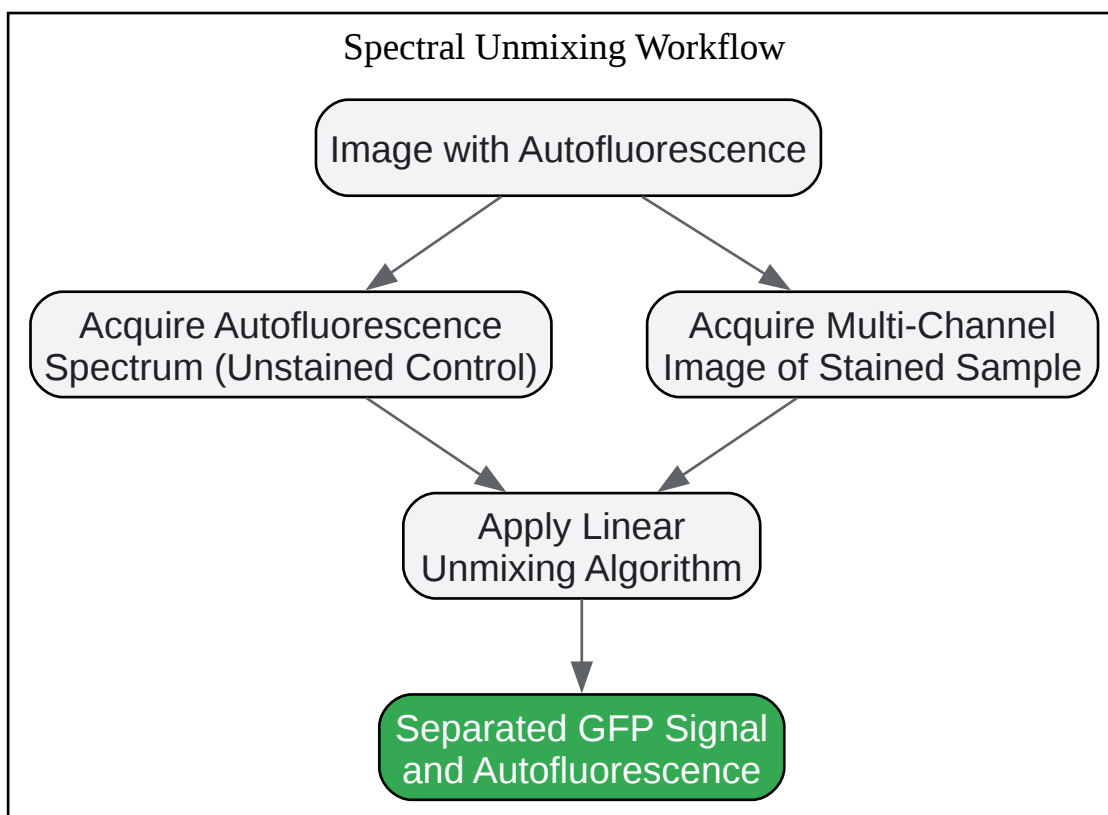 Spectral Unmixing Workflow
Image with Autofluorescence
Acquire Autofluorescence
Spectrum (Unstained Control)
Acquire Multi-Channel
Image of Stained Sample
Apply Linear
Unmixing Algorithm
Separated GFP Signal
and Autofluorescence